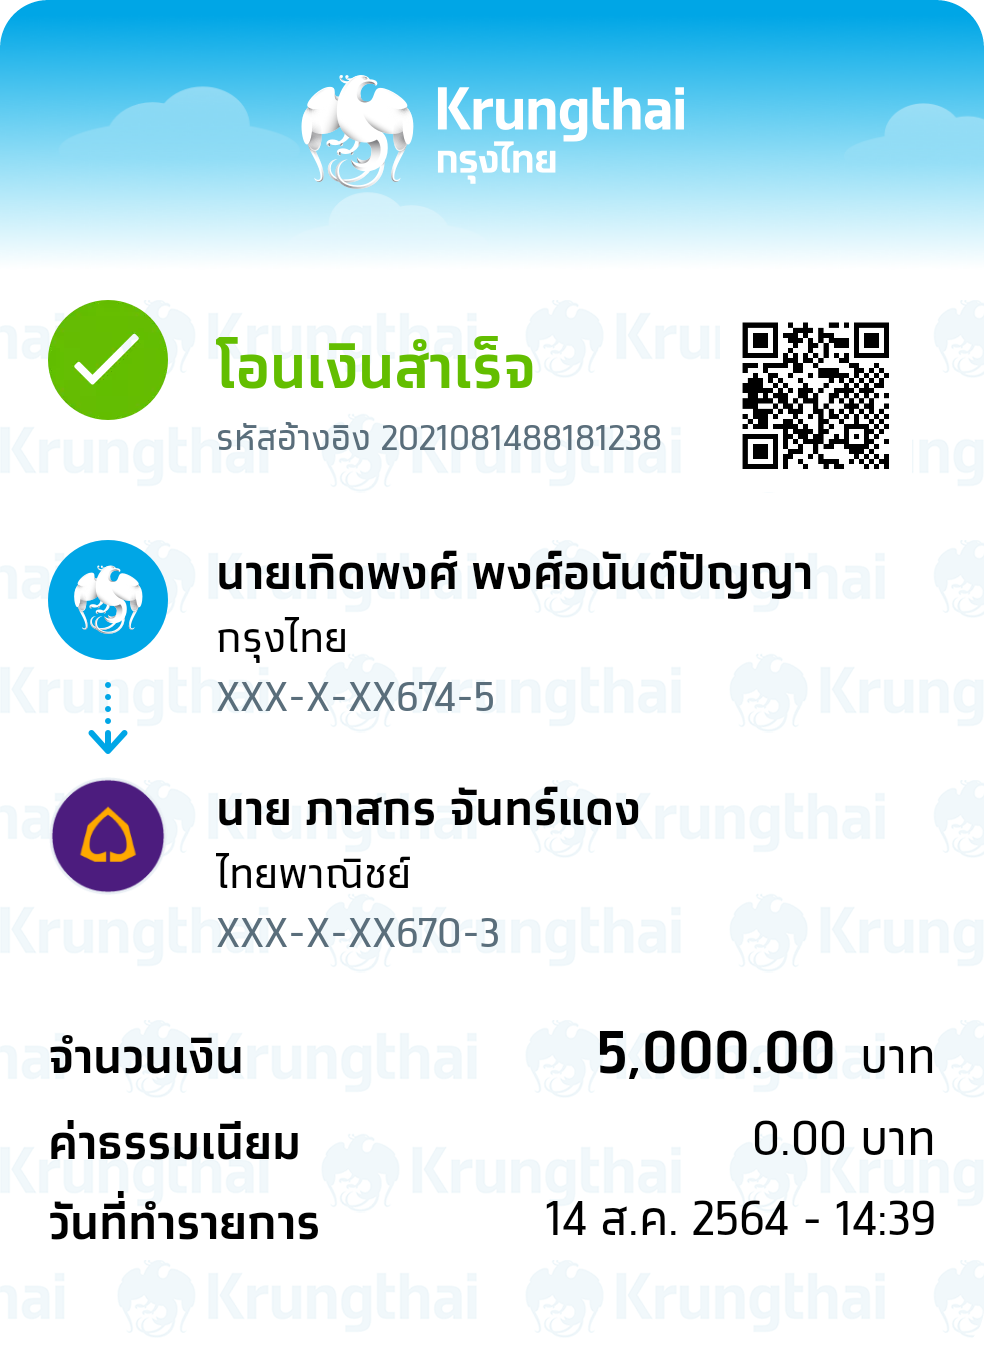 Krungthai
กรุงไทย
โอนเงินสำเร็จ
รหัสอ้างอิง 2021081488181238
นายเกิดพงศ์ พงศ์อนันต์ปัญญา
กรุงไทย
XXX-X-XX674-5
นาย ภาสกร จันทร์แดง
ไทยพาณิชย์
XXX-X-XX670-3
จำนวนเงิน 5,000.00 บาท
ค่าธรรมเนียม 0.00 บาท
วันที่ทำรายการ 14 ส.ค. 2564 - 14:39